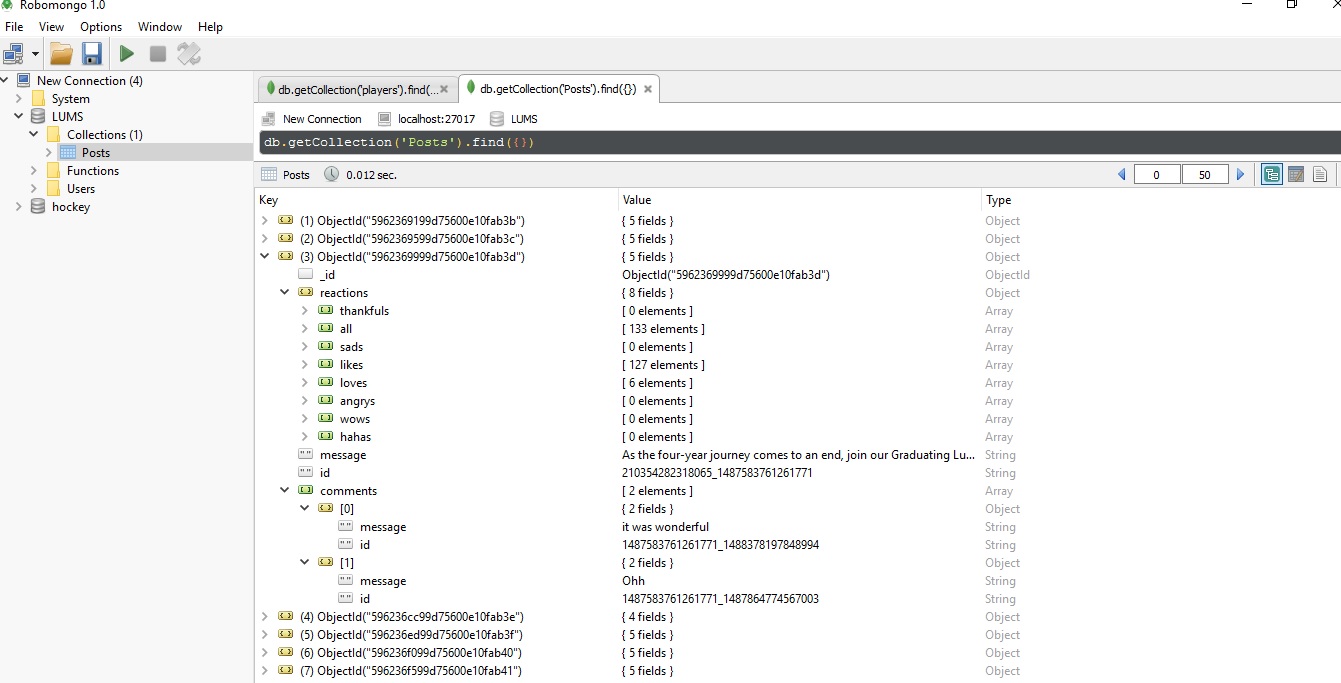 Robomongo 1.0
File View Options Window Help
New Connection (4)
System
LUMS
Collections (1)
Posts
Functions
Users
hockey
db.getCollection('players').find(... db.getCollection('Posts').find({})
New Connection localhost:27017 LUMS
db.getCollection('Posts').find({})
Posts 0.012 sec. 0 50
Key Value Type
(1) ObjectId("5962369199d75600e10fab3b") { 5 fields } Object
(2) ObjectId("5962369599d75600e10fab3c") { 5 fields } Object
(3) ObjectId("5962369999d75600e10fab3d") { 5 fields } Object
_id ObjectId("5962369999d75600e10fab3d") ObjectId
reactions { 8 fields } Object
thankfuls [ 0 elements ] Array
all [ 133 elements ] Array
sads [ 0 elements ] Array
likes [ 127 elements ] Array
loves [ 6 elements ] Array
angrys [ 0 elements ] Array
wows [ 0 elements ] Array
hahas [ 0 elements ] Array
message As the four-year journey comes to an end, join our Graduating Lu... String
id 210354282318065_1487583761261771 String
comments [ 2 elements ] Array
[0] { 2 fields } Object
message it was wonderful String
id 1487583761261771_1488378197848994 String
[1] { 2 fields } Object
message Ohh String
id 1487583761261771_1487864774567003 String
(4) ObjectId("596236cc99d75600e10fab3e") { 4 fields } Object
(5) ObjectId("596236ed99d75600e10fab3f") { 5 fields } Object
(6) ObjectId("596236f099d75600e10fab40") { 5 fields } Object
(7) ObjectId("596236f599d75600e10fab41") { 5 fields } Object